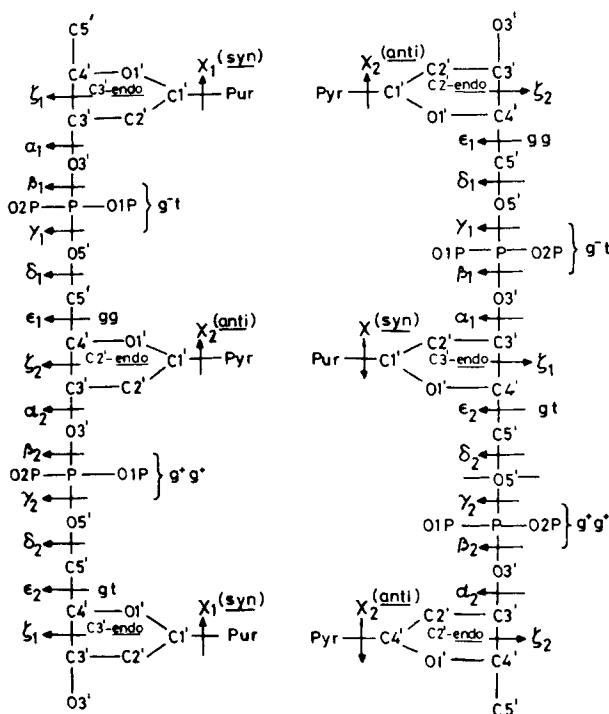 C5'
C4' O1' χ1 (syn)
ζ1 C3'-endo C1' Pur
C3' C2'
α1
O3'
β1
O2P P O1P } g⁻t
γ1
O5'
δ1
C5'
ε1 gg
C4' O1' χ2 (anti)
ζ2 C2'-endo C1' Pyr
C3' C2'
α2
O3'
β2
O2P P O1P } g⁺g⁺
γ2
O5'
δ2
C5'
ε2 gt
C4' O1' χ1 (syn)
ζ1 C3'-endo C1' Pur
C3' C2'
O3'
O3'
χ2 (anti) C2' C3'
Pyr C1' C2'-endo ζ2
O1' C4'
ε1 gg
C5'
δ1
O5'
γ1
O1P P O2P } g⁻t
β1
O3'
α1
χ (syn) C2' C3'
Pur C1' C3'-endo ζ1
O1' C4'
ε2 gt
C5'
δ2
O5'
γ2
O1P P O2P } g⁺g⁺
β2
O3'
α2
χ2 (anti) C2' C3'
Pyr C4' C2'-endo ζ2
O1' C4'
C5'